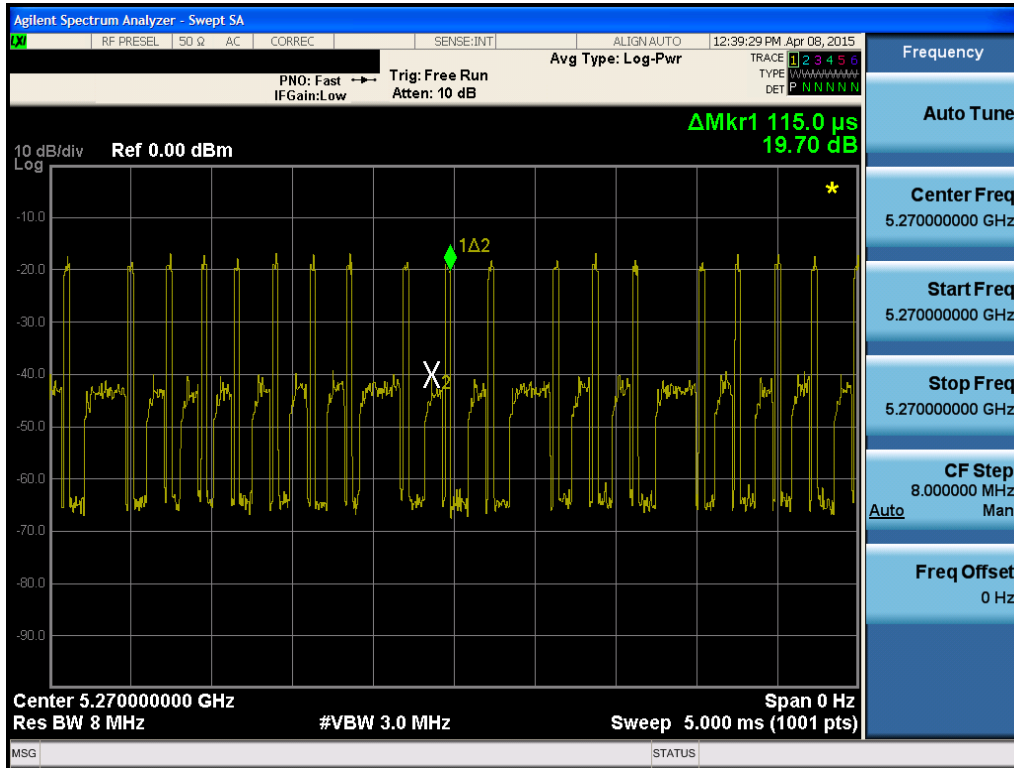 Agilent Spectrum Analyzer - Swept SA
LXI RF PRESEL 50 Ω AC CORREC SENSE:INT ALIGN AUTO 12:39:29 PM Apr 08, 2015
Frequency
Avg Type: Log-Pwr
TRACE 1 2 3 4 5 6
PNO: Fast Trig: Free Run
TYPE WWWWWW
IFGain:Low Atten: 10 dB
DET P N N N N N
Auto Tune
ΔMkr1 115.0 µs
19.70 dB
10 dB/div Ref 0.00 dBm
Log
*
1Δ2
X2
-10.0
-20.0
-30.0
-40.0
-50.0
-60.0
-70.0
-80.0
-90.0
Center Freq
5.270000000 GHz
Start Freq
5.270000000 GHz
Stop Freq
5.270000000 GHz
CF Step
8.000000 MHz
Auto Man
Freq Offset
0 Hz
Center 5.270000000 GHz Span 0 Hz
Res BW 8 MHz #VBW 3.0 MHz Sweep 5.000 ms (1001 pts)
MSG STATUS